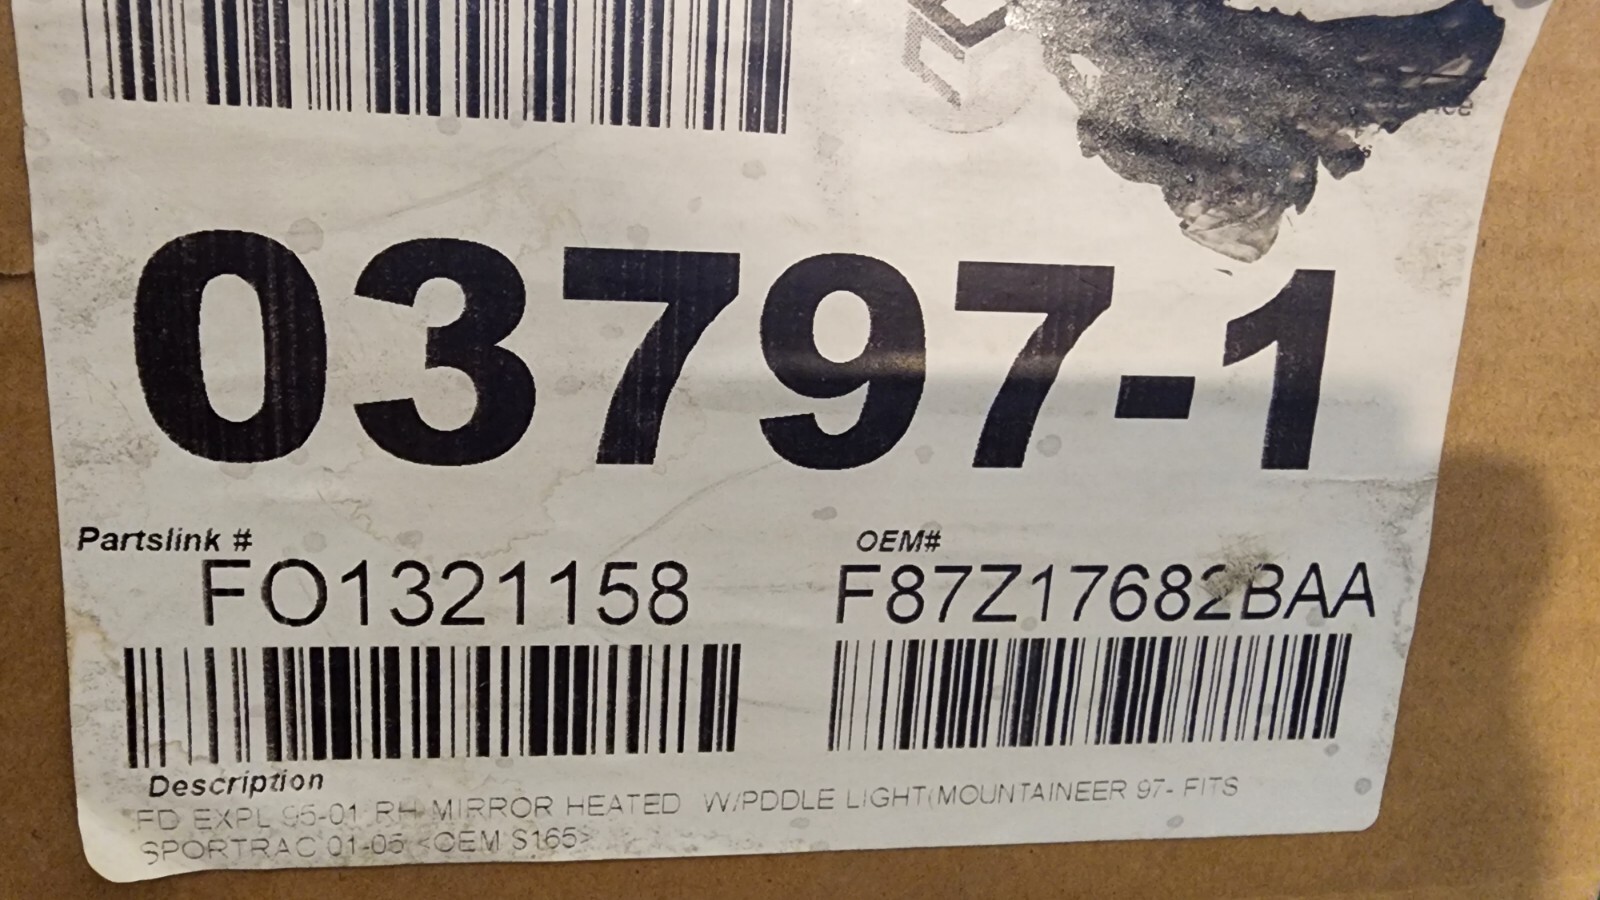 03797-1
Partslink #
OEM#
FO1321158
F87Z17682BAA
Description
FD EXPL 95-01 RH MIRROR HEATED W/PDDLE LIGHT(MOUNTAINEER 97- FITS
SPORTRAC 01-05 <OEM S165>